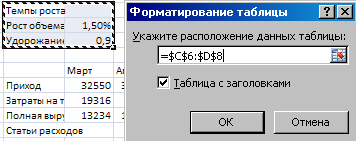 Темпы роста
Рост объема 1,50%
Удорожание 0,9
Март
Приход 32550
Затраты на т 19316
Полная выру 13234 1
Статьи расходов
Форматирование таблицы
Укажите расположение данных таблицы:
=$C$6:$D$8
Таблица с заголовками
ОК Отмена